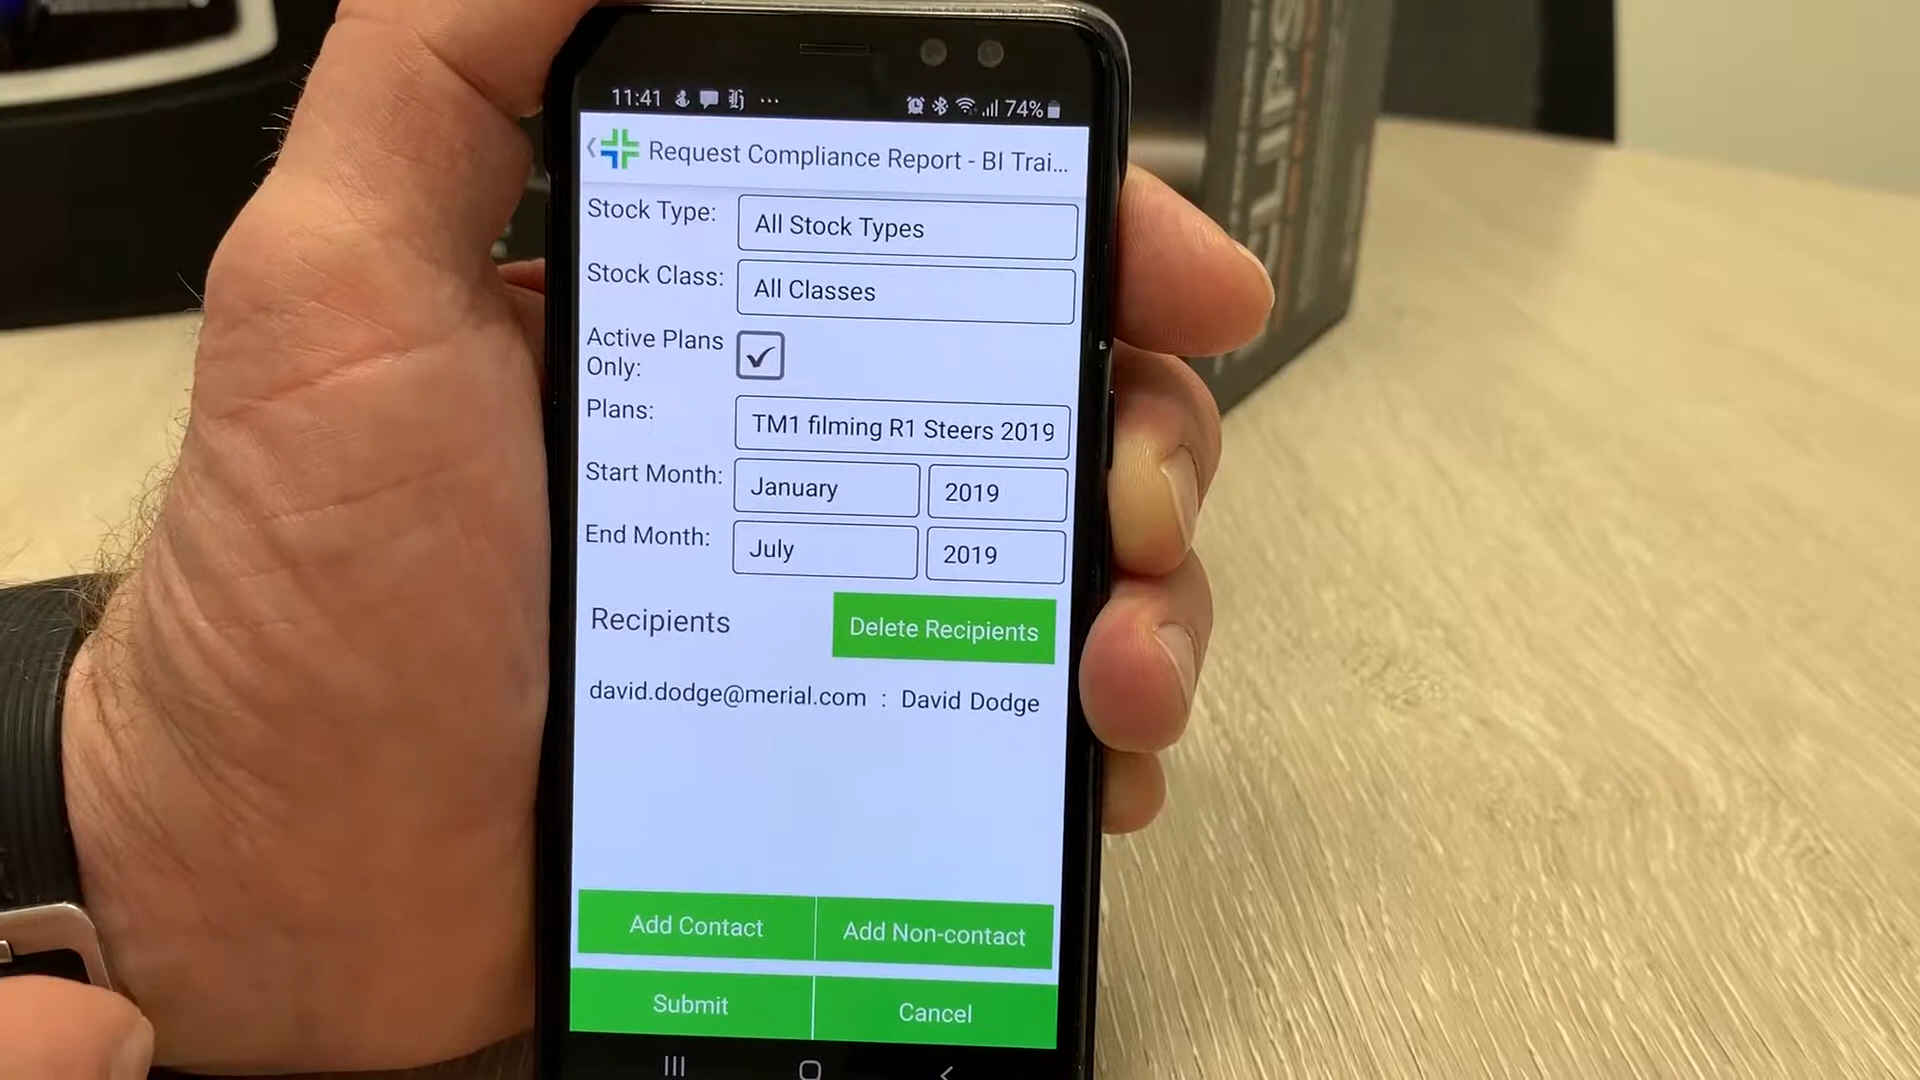 11:41 ... 74%
Request Compliance Report - BI Trai...
Stock Type: All Stock Types
Stock Class: All Classes
Active Plans
Only:
Plans: TM1 filming R1 Steers 2019
Start Month: January 2019
End Month: July 2019
Recipients Delete Recipients
david.dodge@merial.com : David Dodge
Add Contact Add Non-contact
Submit Cancel